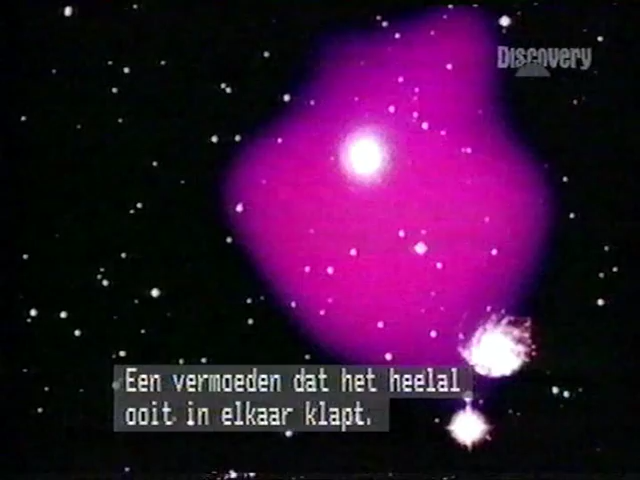 Discovery
Een vermoeden dat het heelal
ooit in elkaar klapt.